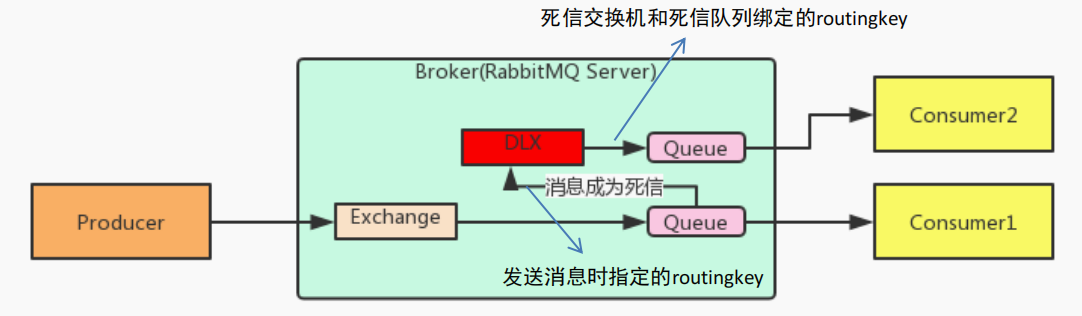 死信交换机和死信队列绑定的routingkey
Broker(RabbitMQ Server)
DLX
Queue
Consumer2
消息成为死信
Producer
Exchange
Queue
Consumer1
发送消息时指定的routingkey